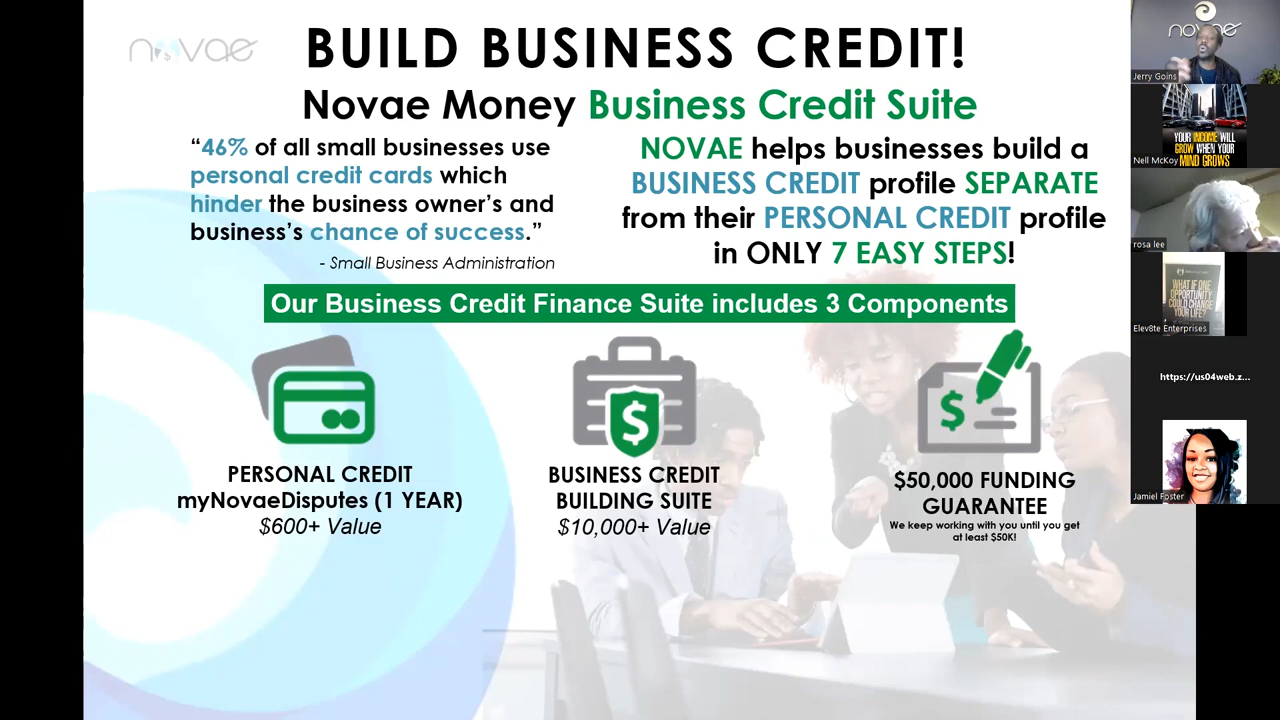 novae
BUILD BUSINESS CREDIT!
Novae Money Business Credit Suite
“46% of all small businesses use
personal credit cards which
hinder the business owner’s and
business’s chance of success.”
- Small Business Administration
NOVAE helps businesses build a
BUSINESS CREDIT profile SEPARATE
from their PERSONAL CREDIT profile
in ONLY 7 EASY STEPS!
Our Business Credit Finance Suite includes 3 Components
PERSONAL CREDIT
myNovaeDisputes (1 YEAR)
$600+ Value
$
BUSINESS CREDIT
BUILDING SUITE
$10,000+ Value
$
$50,000 FUNDING
GUARANTEE
We keep working with you until you get
at least $50K!
novae
Jerry Goins
YOUR INCOME WILL
GROW WHEN YOUR
MIND GROWS
Nell McKoy
rosa lee
WHAT IF ONE
OPPORTUNITY
COULD CHANGE
YOUR LIFE?
Elev8te Enterprises
https://us04web.z...
Jamiel Foster